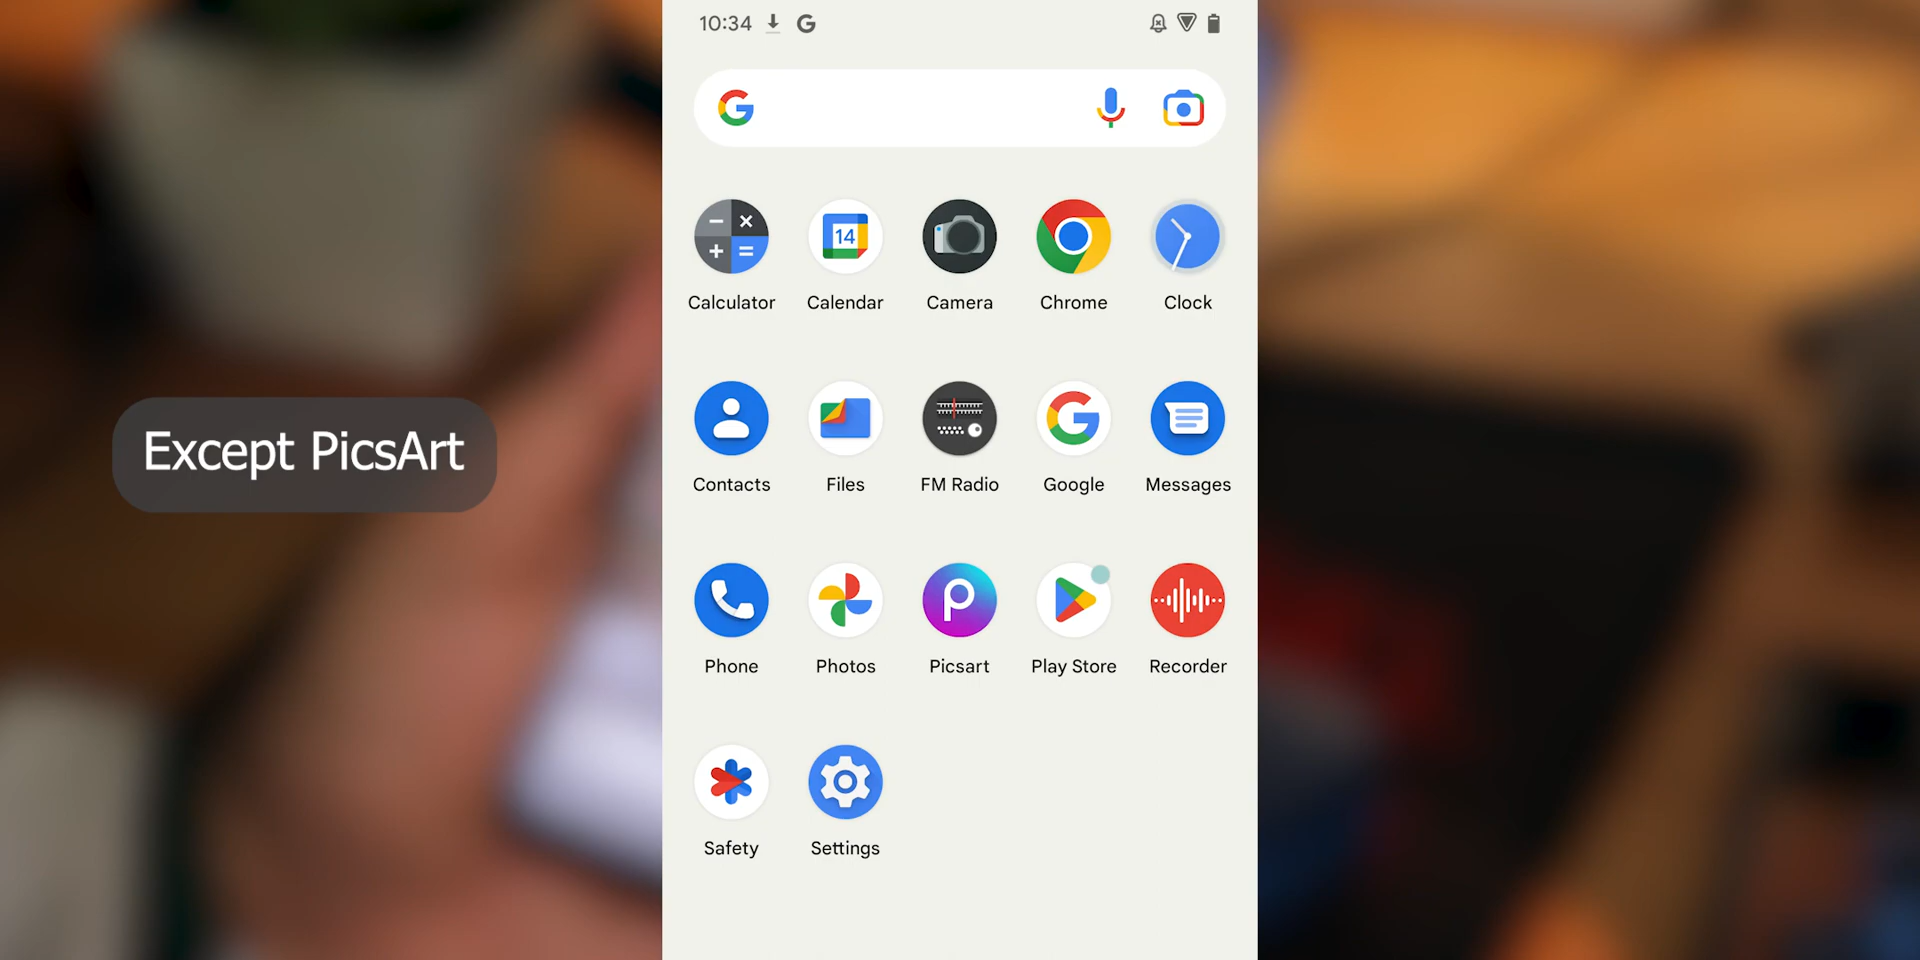 10:34
Except PicsArt
14
Calculator Calendar Camera Chrome Clock
Contacts Files FM Radio Google Messages
Phone Photos Picsart Play Store Recorder
Safety Settings